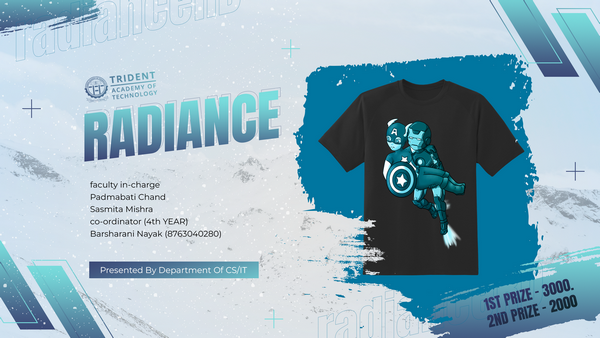 radiance
TRIDENT
ACADEMY OF
TECHNOLOGY
RADIANCE
faculty in-charge
Padmabati Chand
Sasmita Mishra
co-ordinator (4th YEAR)
Barsharani Nayak (8763040280)
Presented By Department Of CS/IT
A
1ST PRIZE - 3000.
2ND PRIZE - 2000